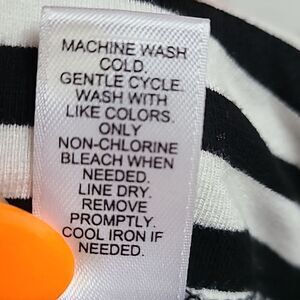 MACHINE WASH
COLD.
GENTLE CYCLE.
WASH WITH
LIKE COLORS.
ONLY
NON-CHLORINE
BLEACH WHEN
NEEDED.
LINE DRY.
REMOVE
PROMPTLY.
COOL IRON IF
NEEDED.